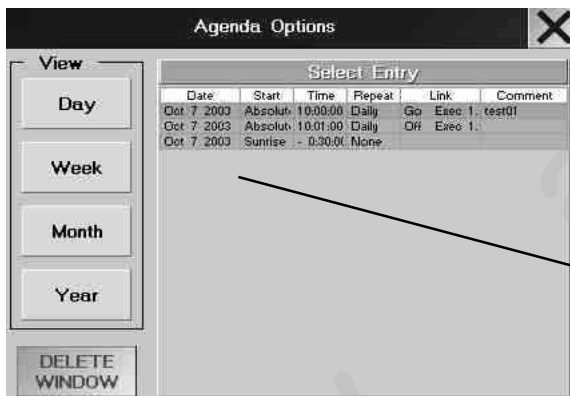 Agenda Options
View
Day
Week
Month
Year
DELETE
WINDOW
Select Entry
Date Start Time Repeat Link Comment
Oct 7 2003 Absolut 10:00:00 Daily Go Exec 1. test01
Oct 7 2003 Absolut 10:01:00 Daily Off Exec 1.
Oct 7 2003 Sunrise - 0:30:0 None